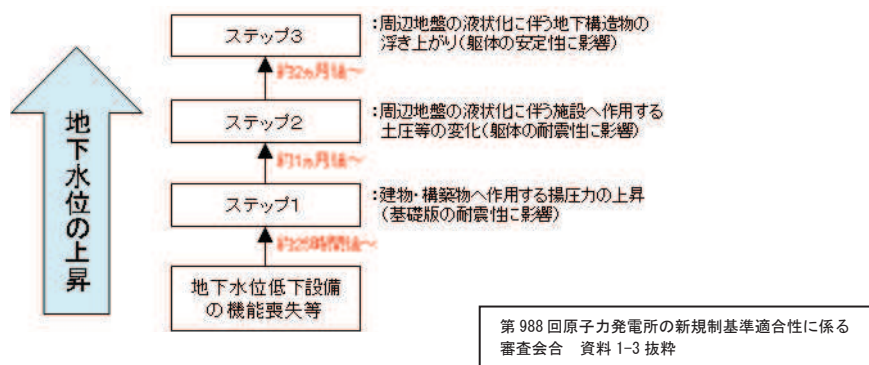 ステップ3
:周辺地盤の液状化に伴う地下構造物の
浮き上がり(躯体の安定性に影響)
約2ヵ月後～
ステップ2
:周辺地盤の液状化に伴う施設へ作用する
土圧等の変化(躯体の耐震性に影響)
約1ヵ月後～
ステップ1
:建物・構築物へ作用する揚圧力の上昇
(基礎版の耐震性に影響)
約25時間後～
地下水位低下設備
の機能喪失等
地下水位の上昇
第 988 回原子力発電所の新規制基準適合性に係る
審査会合 資料 1-3 抜粋